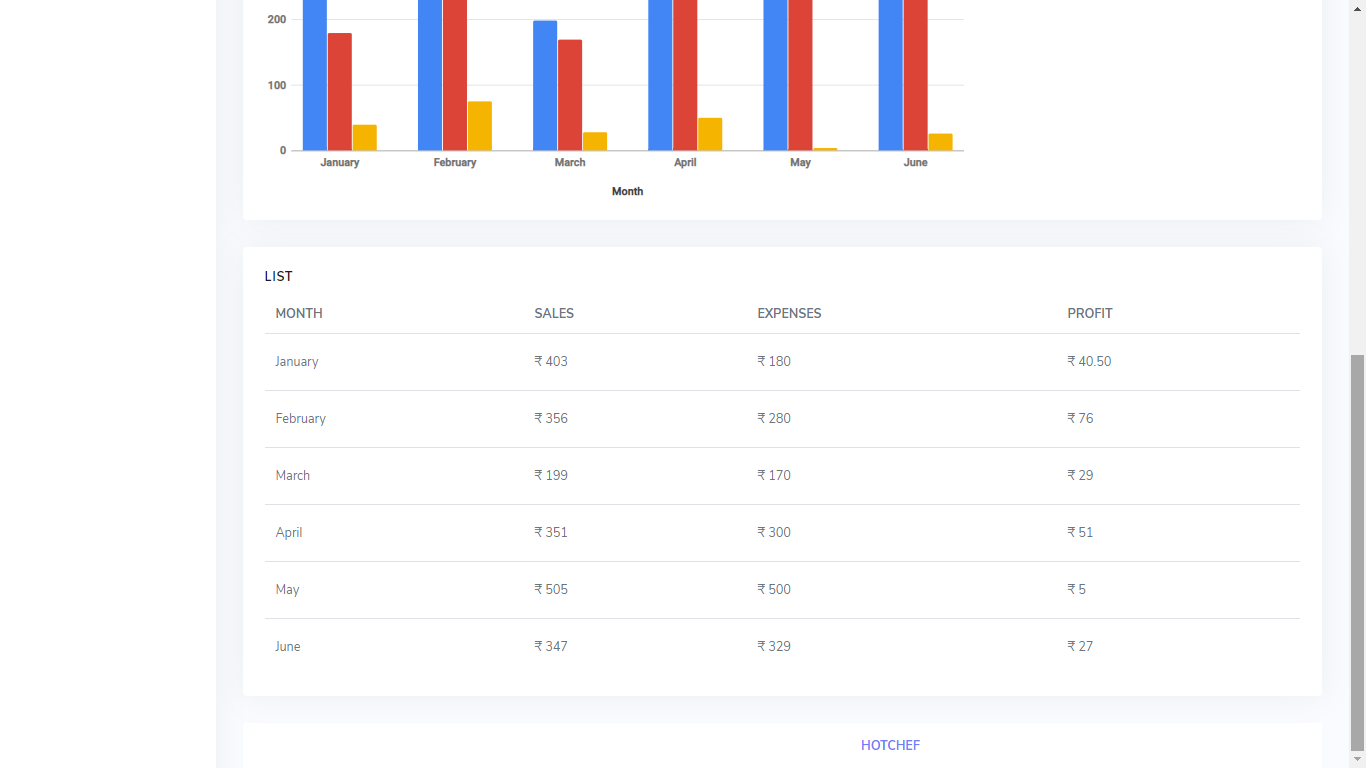 200
100
0
January February March April May June
Month
LIST
MONTH SALES EXPENSES PROFIT
January ₹ 403 ₹ 180 ₹ 40.50
February ₹ 356 ₹ 280 ₹ 76
March ₹ 199 ₹ 170 ₹ 29
April ₹ 351 ₹ 300 ₹ 51
May ₹ 505 ₹ 500 ₹ 5
June ₹ 347 ₹ 329 ₹ 27
HOTCHEF